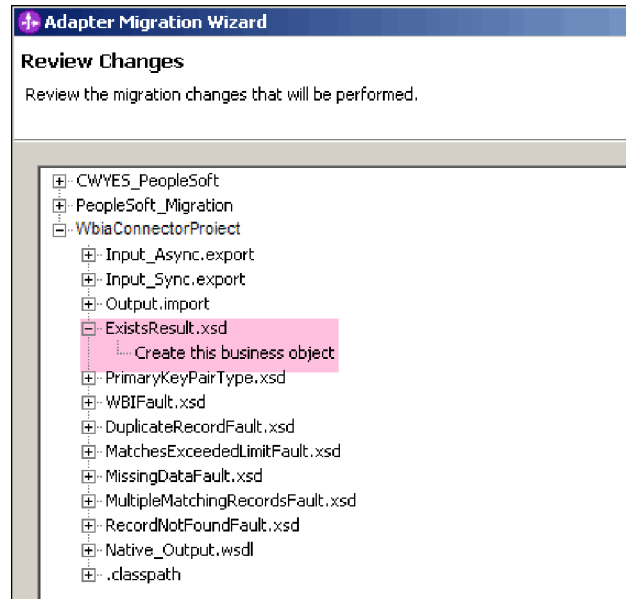 Adapter Migration Wizard
Review Changes
Review the migration changes that will be performed.
CWYES_PeopleSoft
PeopleSoft_Migration
WbiaConnectorProject
Input_Async.export
Input_Sync.export
Output.import
ExistsResult.xsd
Create this business object
PrimaryKeyPairType.xsd
WBIFault.xsd
DuplicateRecordFault.xsd
MatchesExceededLimitFault.xsd
MissingDataFault.xsd
MultipleMatchingRecordsFault.xsd
RecordNotFoundFault.xsd
Native_Output.wsdl
.classpath